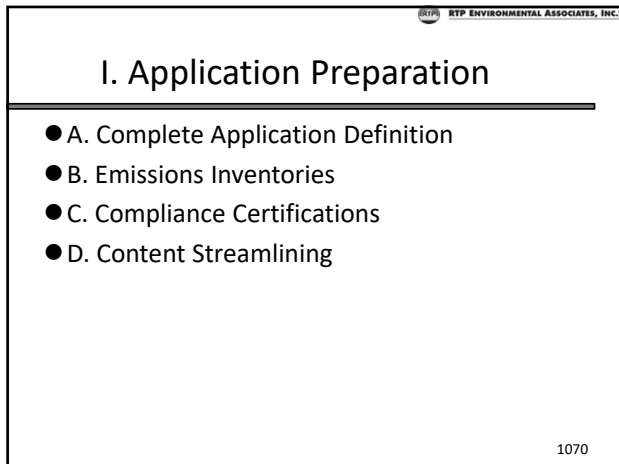 RTP ENVIRONMENTAL ASSOCIATES, INC.
I. Application Preparation
● A. Complete Application Definition
● B. Emissions Inventories
● C. Compliance Certifications
● D. Content Streamlining
1070